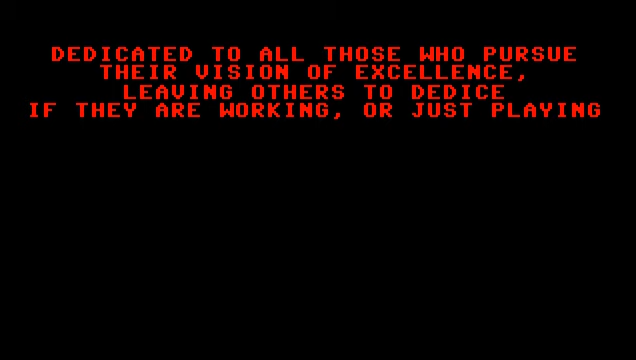 DEDICATED TO ALL THOSE WHO PURSUE
THEIR VISION OF EXCELLENCE,
LEAVING OTHERS TO DEDICE
IF THEY ARE WORKING, OR JUST PLAYING